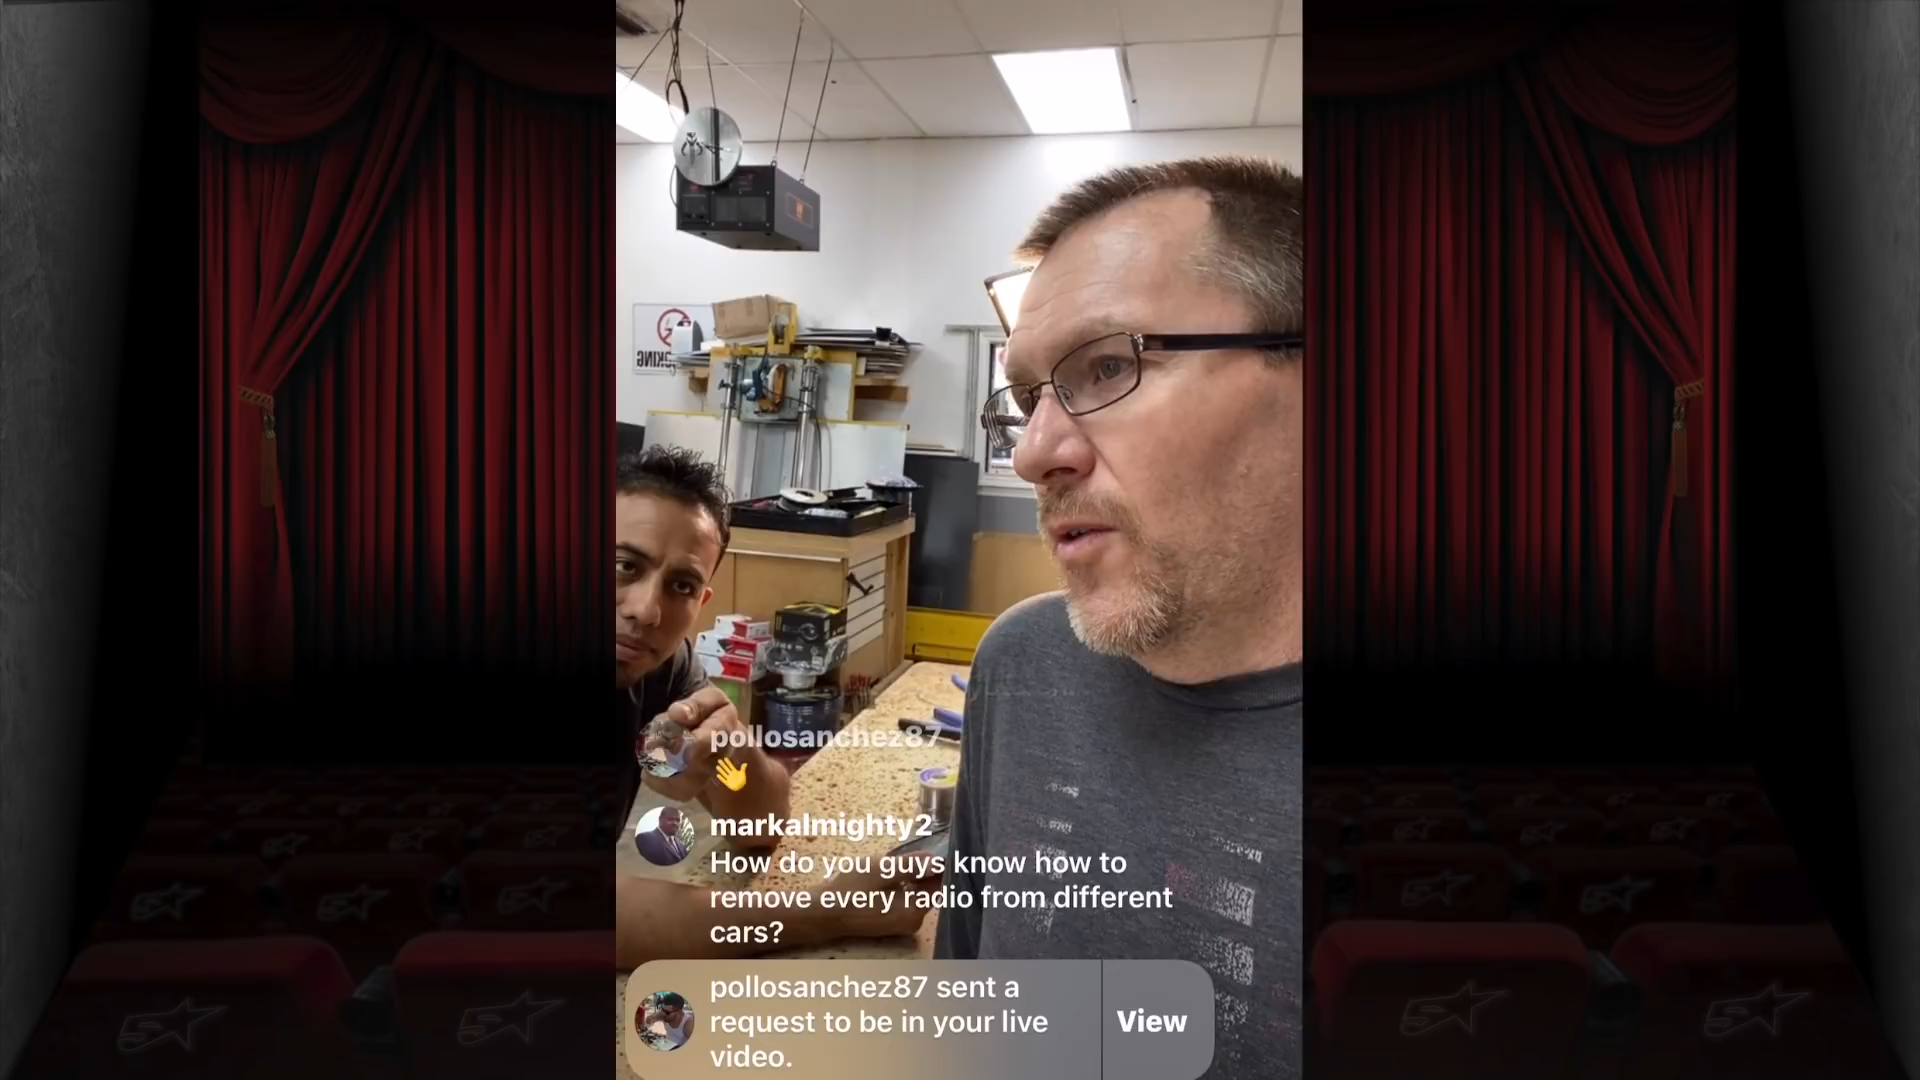 pollosanchez87
👋
markalmighty2
How do you guys know how to
remove every radio from different
cars?
pollosanchez87 sent a
request to be in your live
video.
View